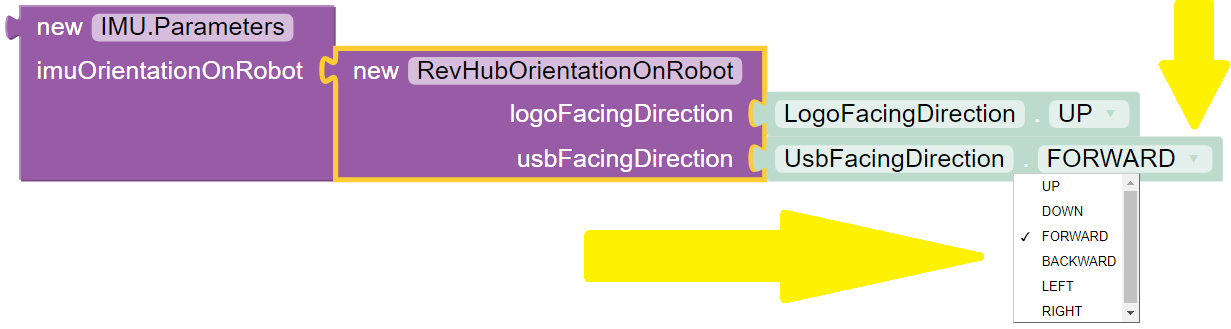 new IMU.Parameters
imuOrientationOnRobot new RevHubOrientationOnRobot
logoFacingDirection LogoFacingDirection . UP
usbFacingDirection UsbFacingDirection . FORWARD
UP
DOWN
✓ FORWARD
BACKWARD
LEFT
RIGHT